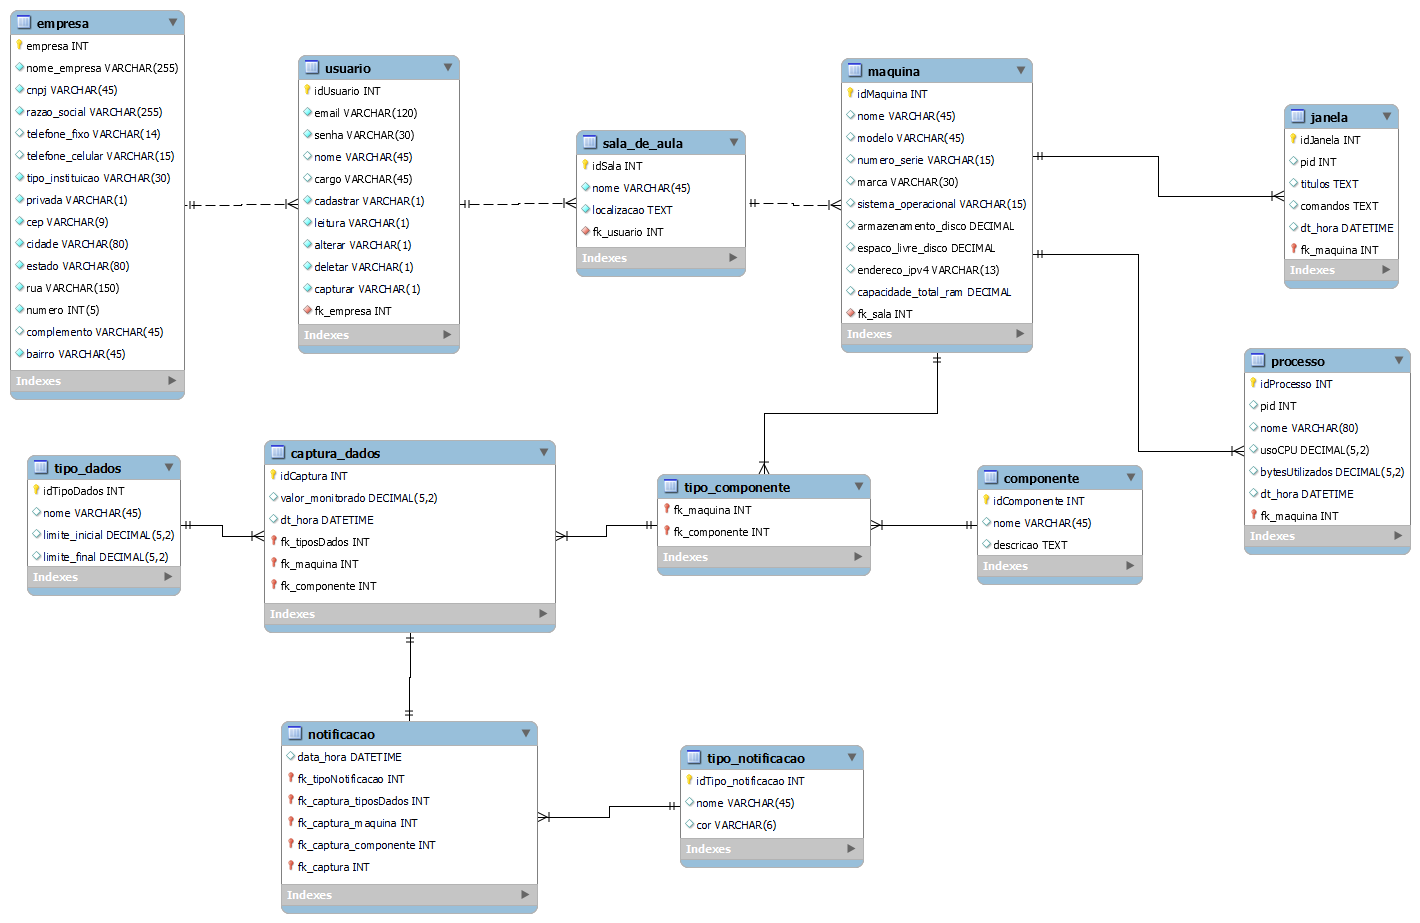 empresa
empresa INT
nome_empresa VARCHAR(255)
cnpj VARCHAR(45)
razao_social VARCHAR(255)
telefone_fixo VARCHAR(14)
telefone_celular VARCHAR(15)
tipo_instituicao VARCHAR(30)
privada VARCHAR(1)
cep VARCHAR(9)
cidade VARCHAR(80)
estado VARCHAR(80)
rua VARCHAR(150)
numero INT(5)
complemento VARCHAR(45)
bairro VARCHAR(45)
Indexes
usuario
idUsuario INT
email VARCHAR(120)
senha VARCHAR(30)
nome VARCHAR(45)
cargo VARCHAR(45)
cadastrar VARCHAR(1)
leitura VARCHAR(1)
alterar VARCHAR(1)
deletar VARCHAR(1)
capturar VARCHAR(1)
fk_empresa INT
Indexes
sala_de_aula
idSala INT
nome VARCHAR(45)
localizacao TEXT
fk_usuario INT
Indexes
maquina
idMaquina INT
nome VARCHAR(45)
modelo VARCHAR(45)
numero_serie VARCHAR(15)
marca VARCHAR(30)
sistema_operacional VARCHAR(15)
armazenamento_disco DECIMAL
espaco_livre_disco DECIMAL
endereco_ipv4 VARCHAR(13)
capacidade_total_ram DECIMAL
fk_sala INT
Indexes
janela
idJanela INT
pid INT
titulos TEXT
comandos TEXT
dt_hora DATETIME
fk_maquina INT
Indexes
processo
idProcesso INT
pid INT
nome VARCHAR(80)
usoCPU DECIMAL(5,2)
bytesUtilizados DECIMAL(5,2)
dt_hora DATETIME
fk_maquina INT
Indexes
tipo_dados
idTipoDados INT
nome VARCHAR(45)
limite_inicial DECIMAL(5,2)
limite_final DECIMAL(5,2)
Indexes
captura_dados
idCaptura INT
valor_monitorado DECIMAL(5,2)
dt_hora DATETIME
fk_tiposDados INT
fk_maquina INT
fk_componente INT
Indexes
tipo_componente
fk_maquina INT
fk_componente INT
Indexes
componente
idComponente INT
nome VARCHAR(45)
descricao TEXT
Indexes
notificacao
data_hora DATETIME
fk_tipoNotificacao INT
fk_captura_tiposDados INT
fk_captura_maquina INT
fk_captura_componente INT
fk_captura INT
Indexes
tipo_notificacao
idTipo_notificacao INT
nome VARCHAR(45)
cor VARCHAR(6)
Indexes